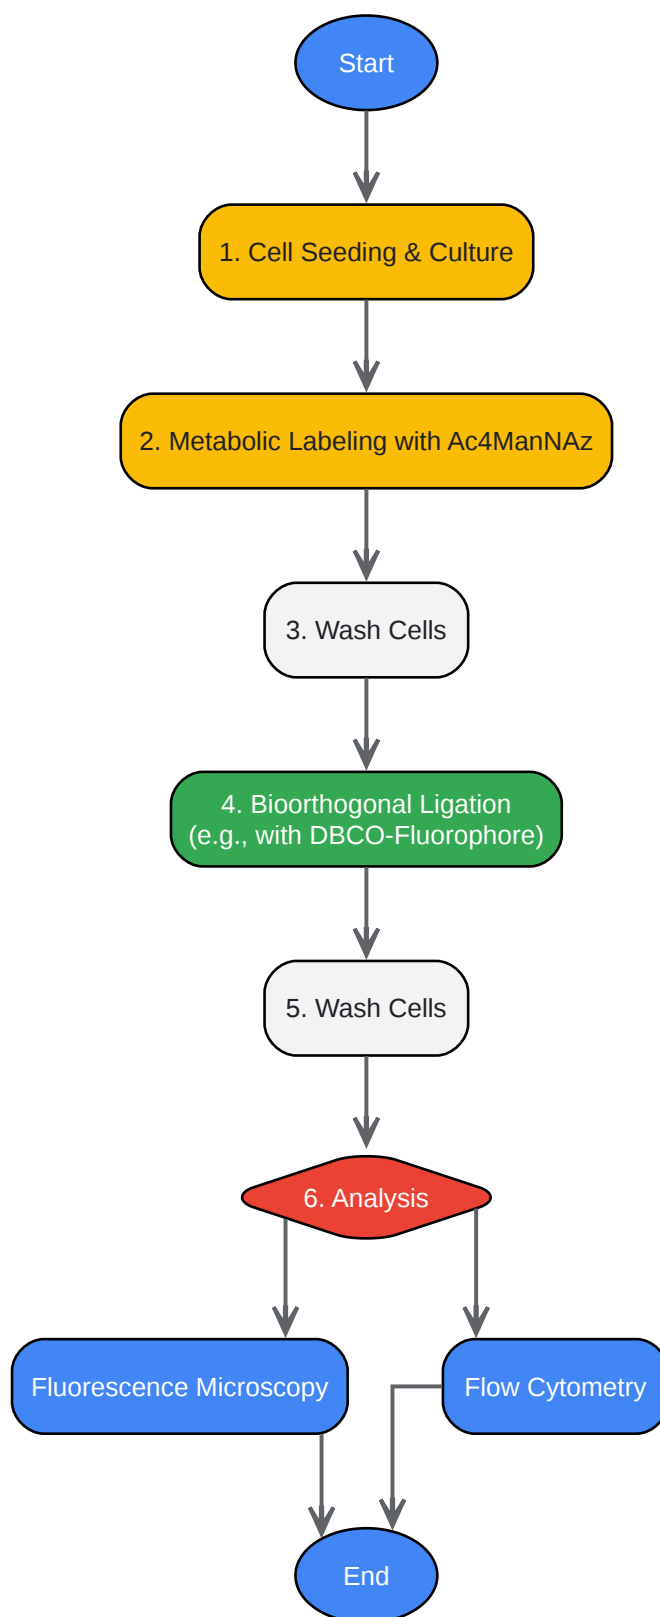 Start
1. Cell Seeding & Culture
2. Metabolic Labeling with Ac4ManNAz
3. Wash Cells
4. Bioorthogonal Ligation
(e.g., with DBCO-Fluorophore)
5. Wash Cells
6. Analysis
Fluorescence Microscopy
Flow Cytometry
End